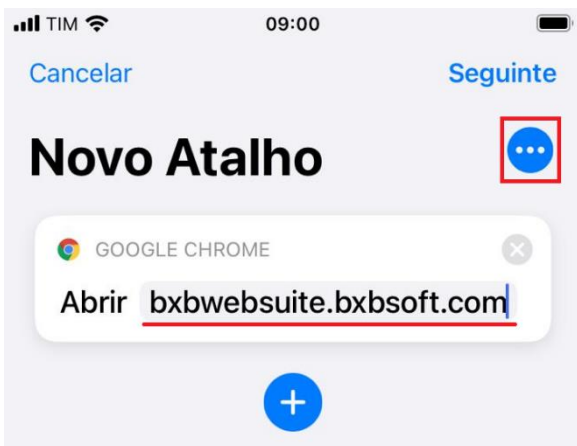 TIM 09:00
Cancelar Seguinte
Novo Atalho
GOOGLE CHROME
Abrir bxbwebsuite.bxbsoft.com